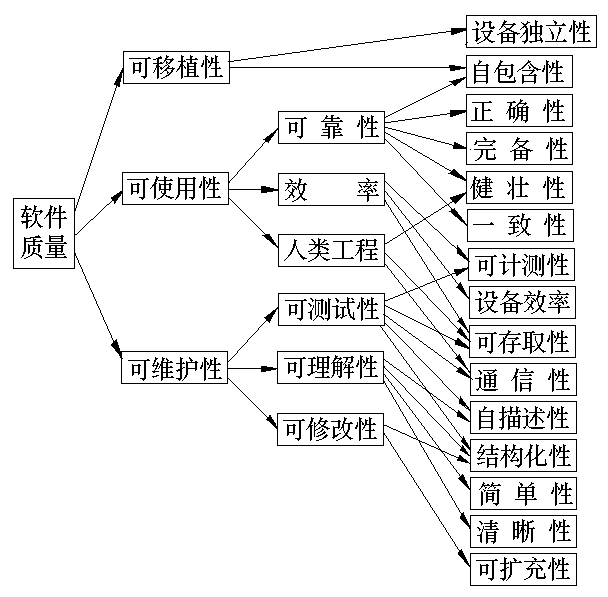 软件
质量
可移植性
可使用性
可维护性
可靠性
效率
人类工程
可测试性
可理解性
可修改性
设备独立性
自包含性
正确性
完备性
健壮性
一致性
可计测性
设备效率
可存取性
通信性
自描述性
结构化性
简单性
清晰性
可扩充性